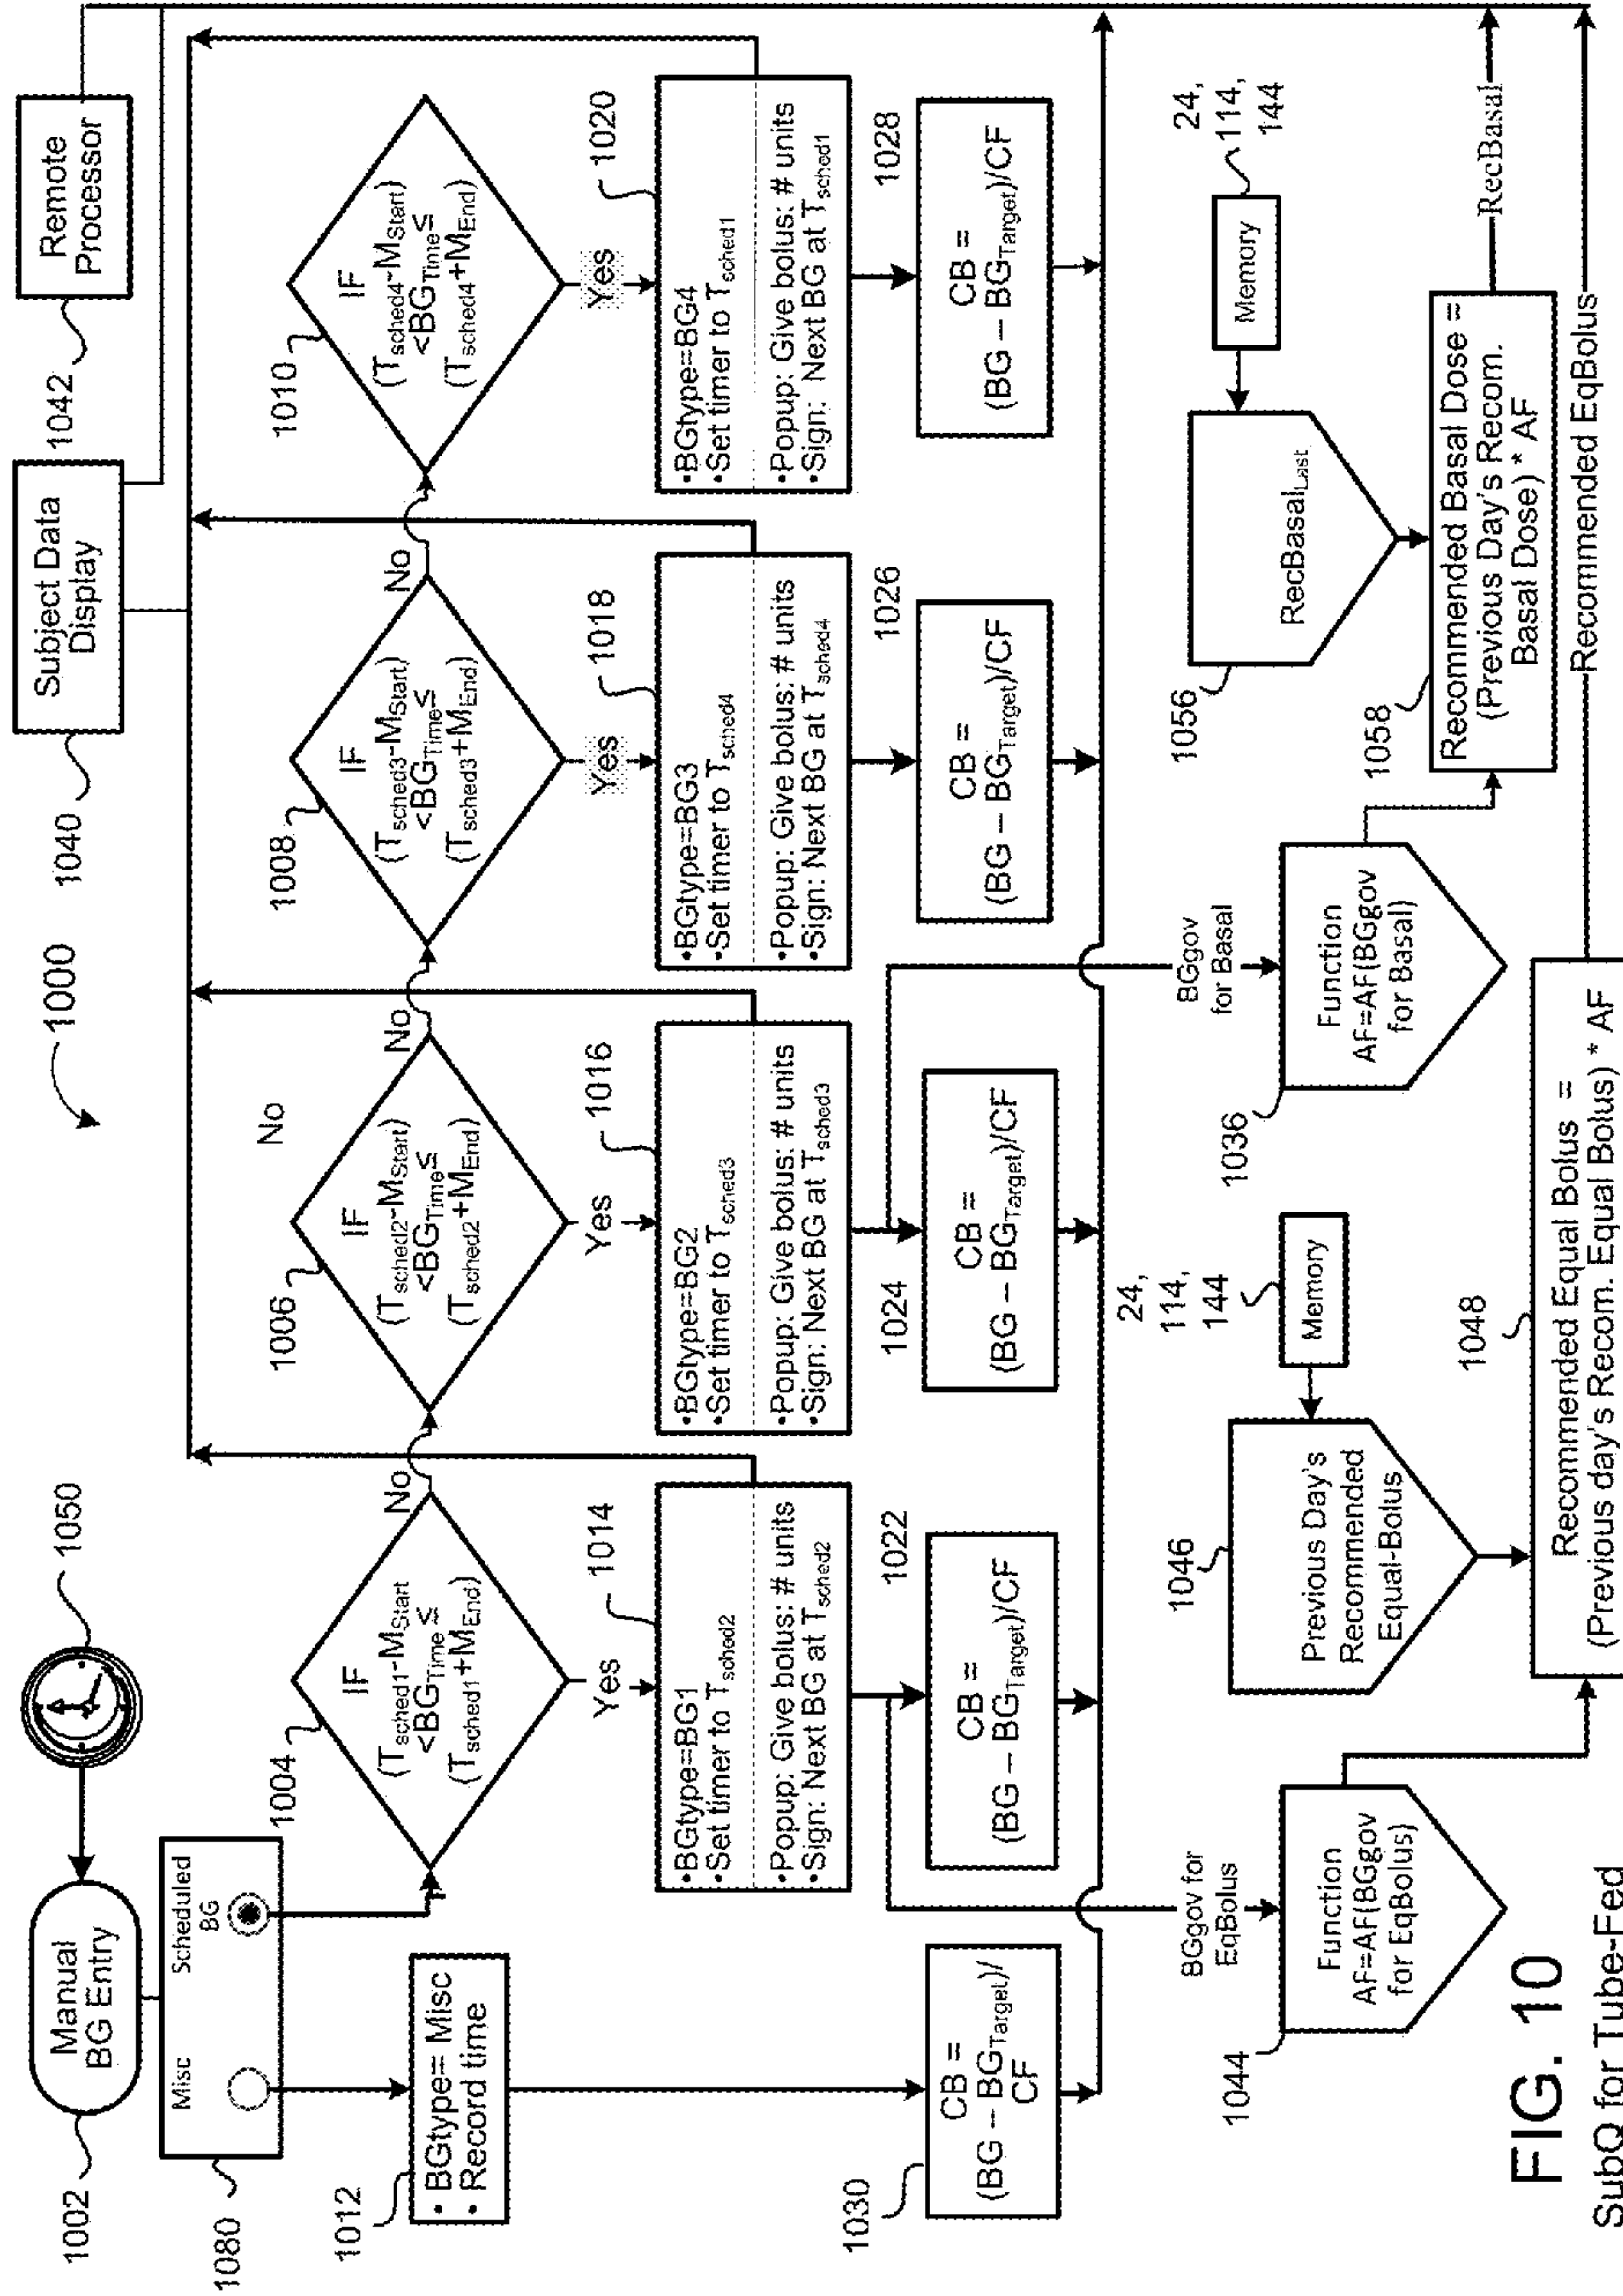 1000
Manual
BG Entry
1002
1050
Subject Data
Display
1040
Remote
Processor
1042
Misc
Scheduled
BG
1080
• BGtype= Misc
• Record time
1012
1004
IF
(Tsched1-MStart
<BGTime≤
(Tsched1+MEnd)
No
Yes
1006
IF
(Tsched2-MStart)
<BGTime≤
(Tsched2+MEnd)
No
No
Yes
1008
IF
(Tsched3-MStart)
<BGTime≤
(Tsched3+MEnd)
No
Yes
1010
IF
(Tsched4-MStart)
<BGTime≤
(Tsched4+MEnd)
Yes
1014
•BGtype=BG1
•Set timer to Tsched2
•Popup: Give bolus: # units
•Sign: Next BG at Tsched2
1016
•BGtype=BG2
•Set timer to Tsched3
•Popup: Give bolus: # units
•Sign: Next BG at Tsched3
1018
•BGtype=BG3
•Set timer to Tsched4
•Popup: Give bolus: # units
•Sign: Next BG at Tsched4
1020
•BGtype=BG4
•Set timer to Tsched1
•Popup: Give bolus: # units
•Sign: Next BG at Tsched1
1030
CB =
(BG – BGTarget)/
CF
1022
CB =
(BG – BGTarget)/CF
1024
CB =
(BG – BGTarget)/CF
1026
CB =
(BG – BGTarget)/CF
1028
CB =
(BG – BGTarget)/CF
BGgov for
EqBolus
1044
Function
AF=AF(BGgov
for EqBolus)
1046
Previous Day's
Recommended
Equal-Bolus
24,
114,
144
Memory
BGgov
for Basal
1036
Function
AF=AF(BGgov
for Basal)
1056
RecBasalLast
24,
114,
144
Memory
1058
Recommended Basal Dose =
(Previous Day's Recom.
Basal Dose) * AF
RecBasal
1048
Recommended Equal Bolus =
(Previous day's Recom. Equal Bolus) * AF
Recommended EqBolus
FIG. 10
SubQ for Tube-Fed